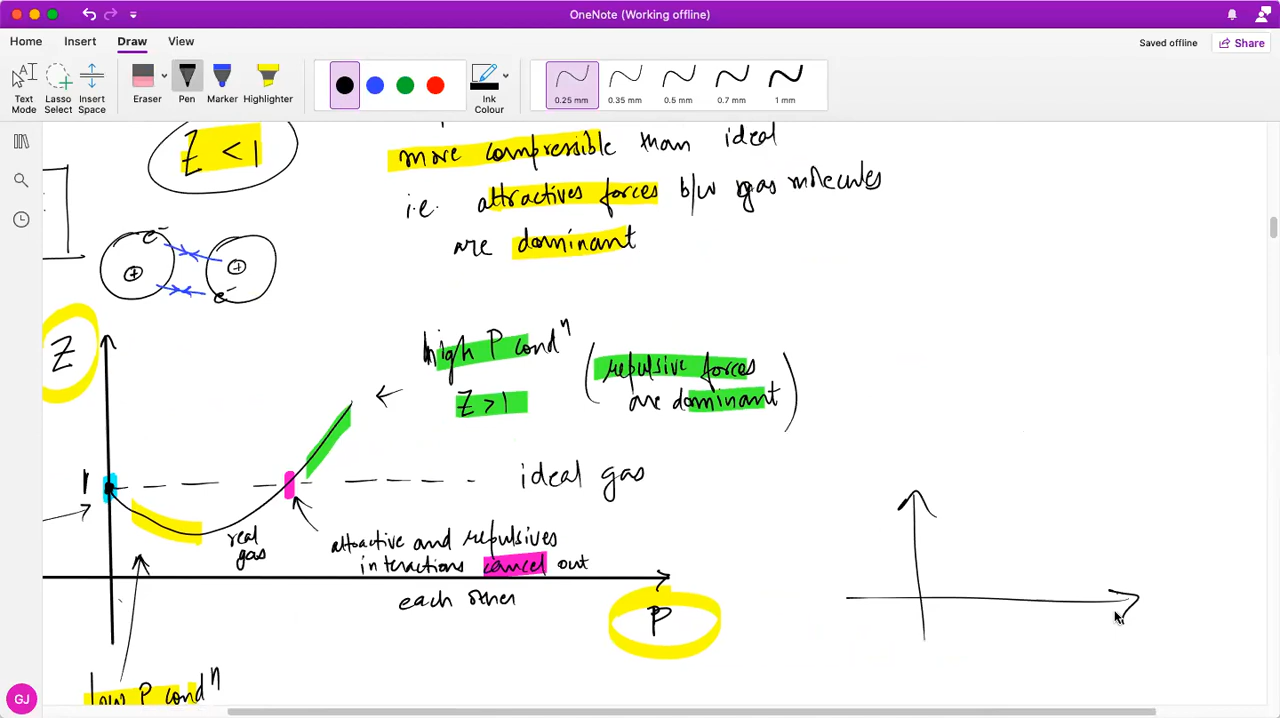 OneNote (Working offline)
Home Insert Draw View
Saved offline
Share
Text Mode
Lasso Select
Insert Space
Eraser
Pen
Marker
Highlighter
Ink Colour
0.25 mm 0.35 mm 0.5 mm 0.7 mm 1 mm
Z < 1
more compressible than ideal
i.e. attractives forces b/w gas molecules
are dominant
e⁻
+ +
e⁻
Z
high P condⁿ
Z > 1
(repulsive forces
are dominant)
1
ideal gas
real gas
attractive and repulsives
interactions cancel out
each other
P
low P condⁿ
GJ